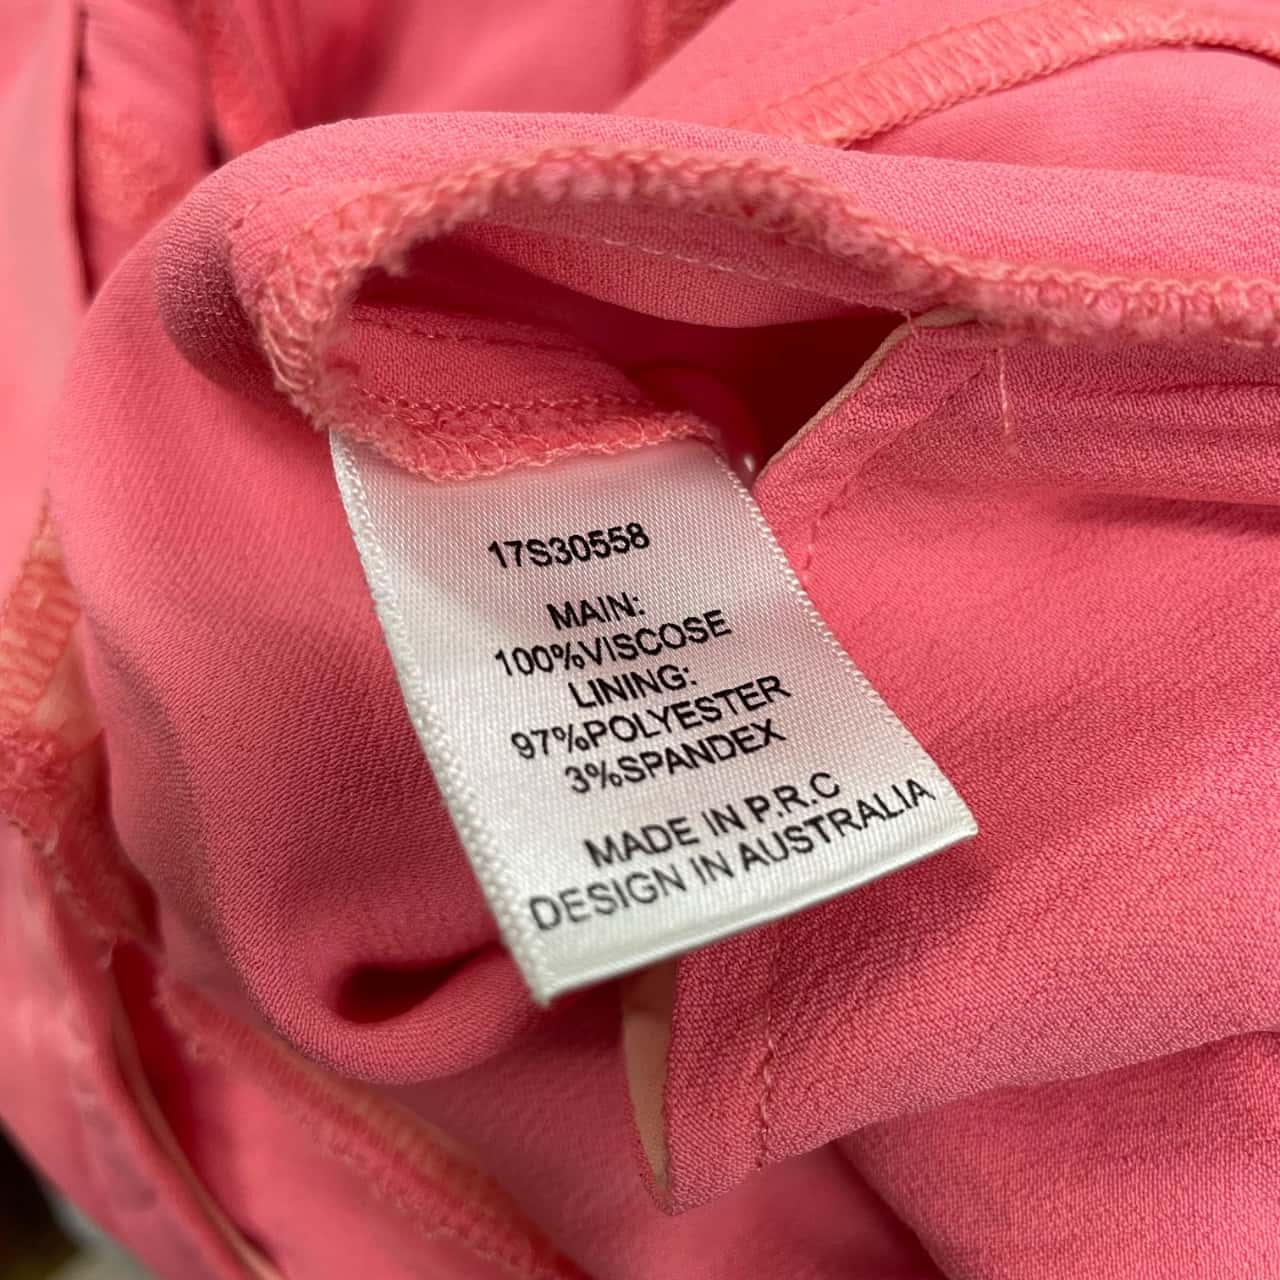 17S30558
MAIN:
100%VISCOSE
LINING:
97%POLYESTER
3%SPANDEX
MADE IN P.R.C
DESIGN IN AUSTRALIA